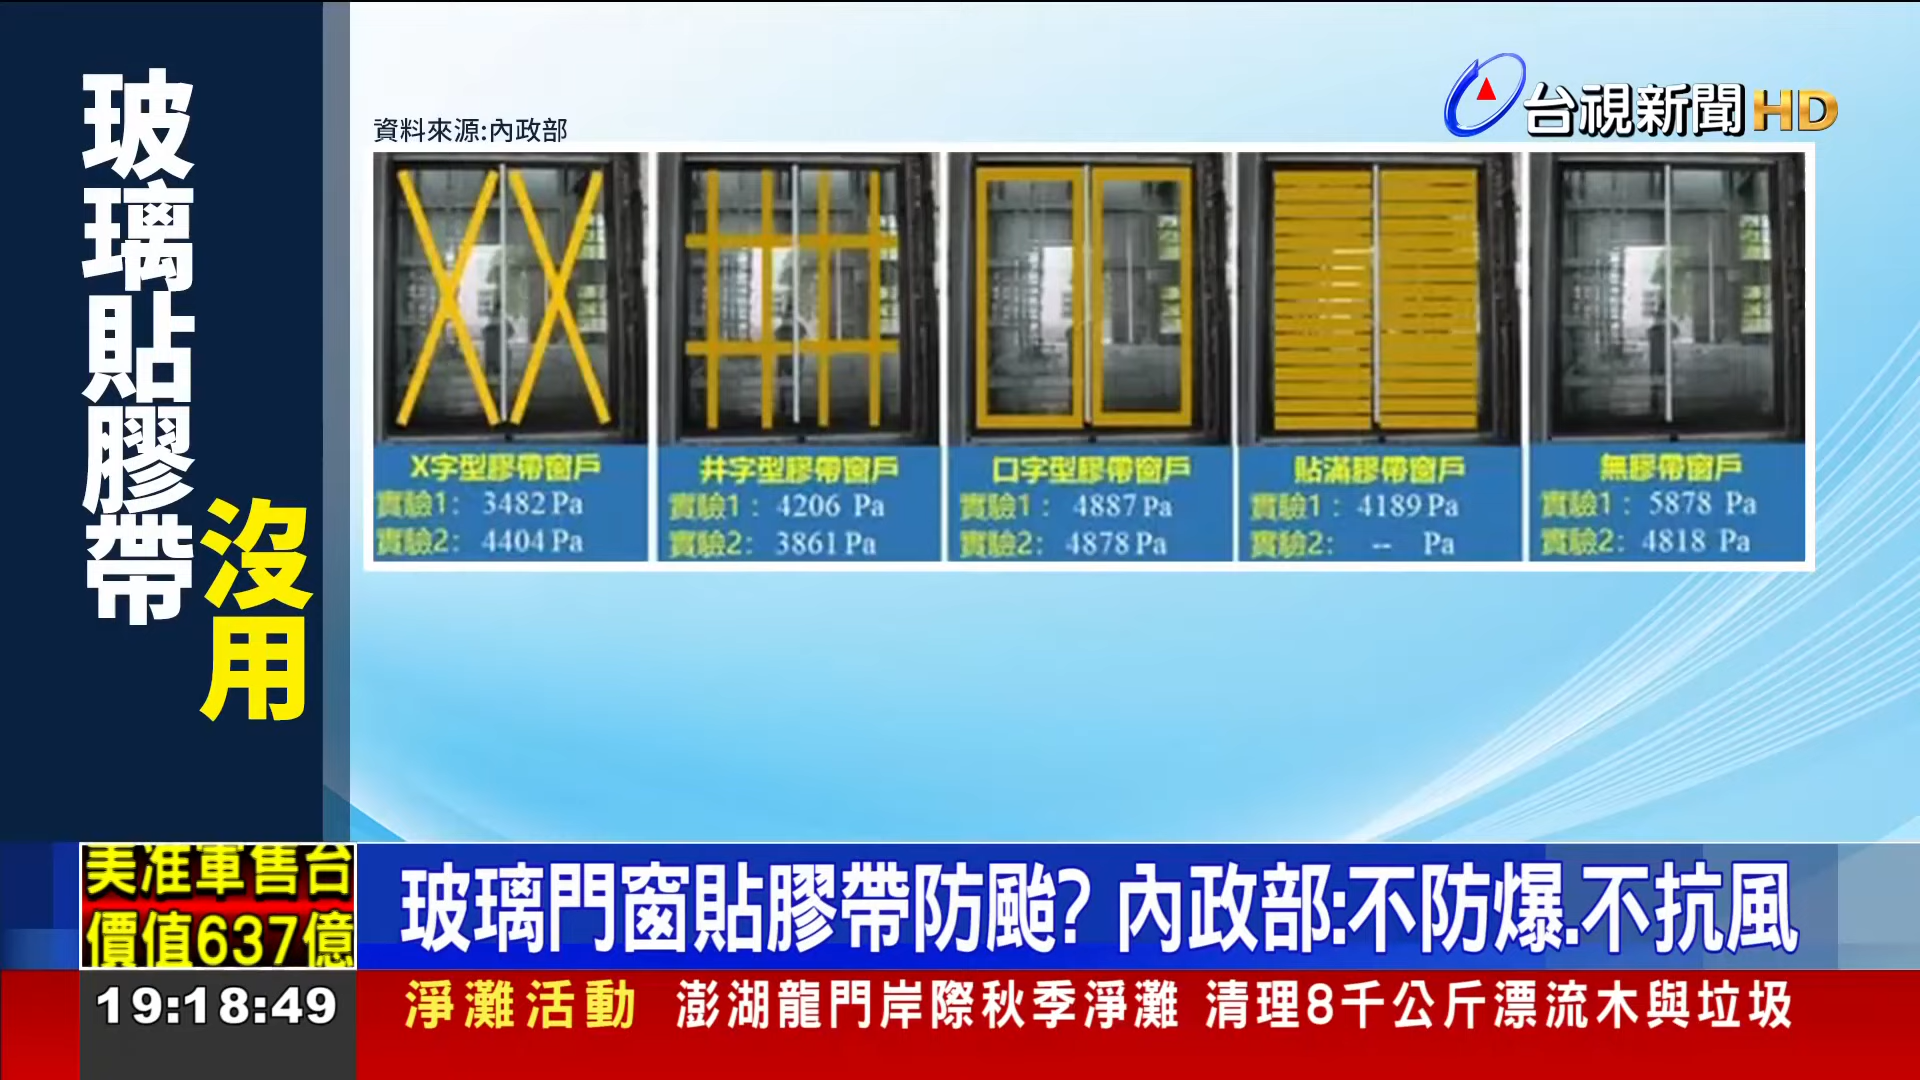 玻璃貼膠帶
沒用
資料來源:內政部
台視新聞HD
X字型膠帶窗戶
實驗1: 3482 Pa
實驗2: 4404 Pa
井字型膠帶窗戶
實驗1: 4206 Pa
實驗2: 3861 Pa
口字型膠帶窗戶
實驗1: 4887 Pa
實驗2: 4878 Pa
貼滿膠帶窗戶
實驗1: 4189 Pa
實驗2: -- Pa
無膠帶窗戶
實驗1: 5878 Pa
實驗2: 4818 Pa
美准軍售台
價值637億
玻璃門窗貼膠帶防颱? 內政部:不防爆.不抗風
19:18:49
淨灘活動 澎湖龍門岸際秋季淨灘 清理8千公斤漂流木與垃圾